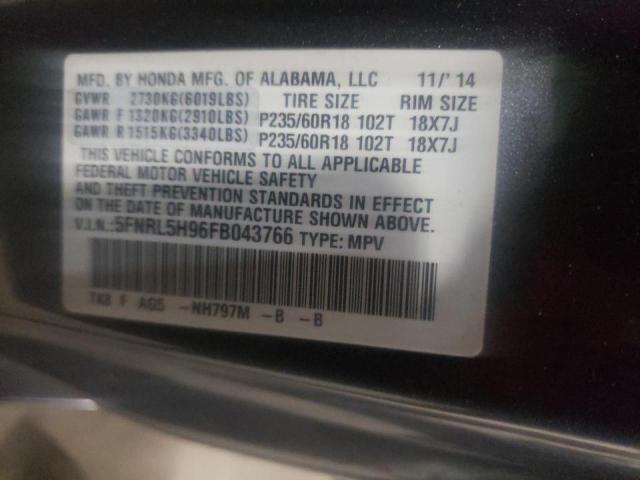 MFD. BY HONDA MFG. OF ALABAMA, LLC 11/'14
GVWR 2730KG(6019LBS) TIRE SIZE RIM SIZE
GAWR F 1320KG(2910LBS) P235/60R18 102T 18X7J
GAWR R 1515KG(3340LBS) P235/60R18 102T 18X7J
THIS VEHICLE CONFORMS TO ALL APPLICABLE
FEDERAL MOTOR VEHICLE SAFETY
AND THEFT PREVENTION STANDARDS IN EFFECT
ON THE DATE OF MANUFACTURE SHOWN ABOVE.
V.I.N.:5FNRL5H96FB043766 TYPE: MPV
TK8 F AG5 -NH797M -B -B